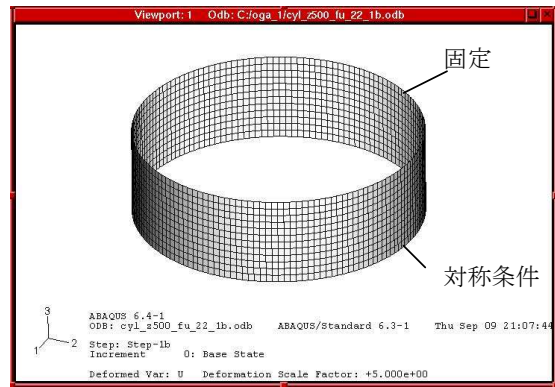 Viewport: 1 Odb: C:/oga_1/cyl_z500_fu_22_1b.odb
固定
対称条件
3
2
1
ABAQUS 6.4-1
ODB: cyl_z500_fu_22_1b.odb ABAQUS/Standard 6.3-1 Thu Sep 09 21:07:44
Step: Step-1b
Increment 0: Base State
Deformed Var: U Deformation Scale Factor: +5.000e+00